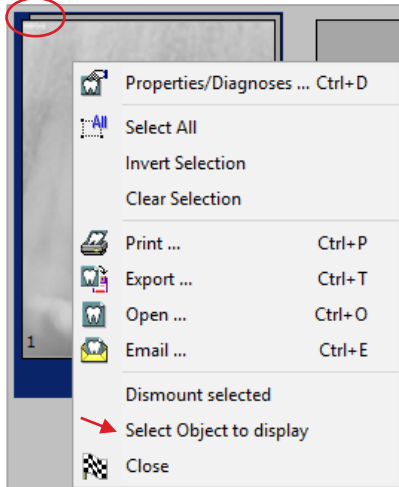 Properties/Diagnoses ... Ctrl+D
All
Select All
Invert Selection
Clear Selection
Print ... Ctrl+P
Export ... Ctrl+T
Open ... Ctrl+O
1
Email ... Ctrl+E
Dismount selected
Select Object to display
Close